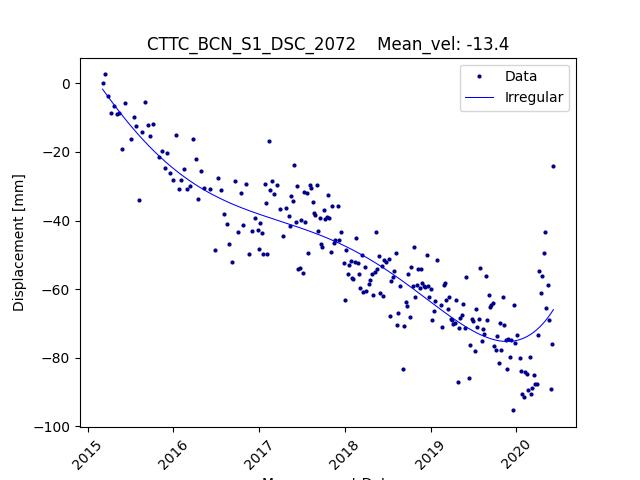 CTTC_BCN_S1_DSC_2072    Mean_vel: -13.4
Data
Irregular
Displacement [mm]
0
−20
−40
−60
−80
−100
2015 2016 2017 2018 2019 2020